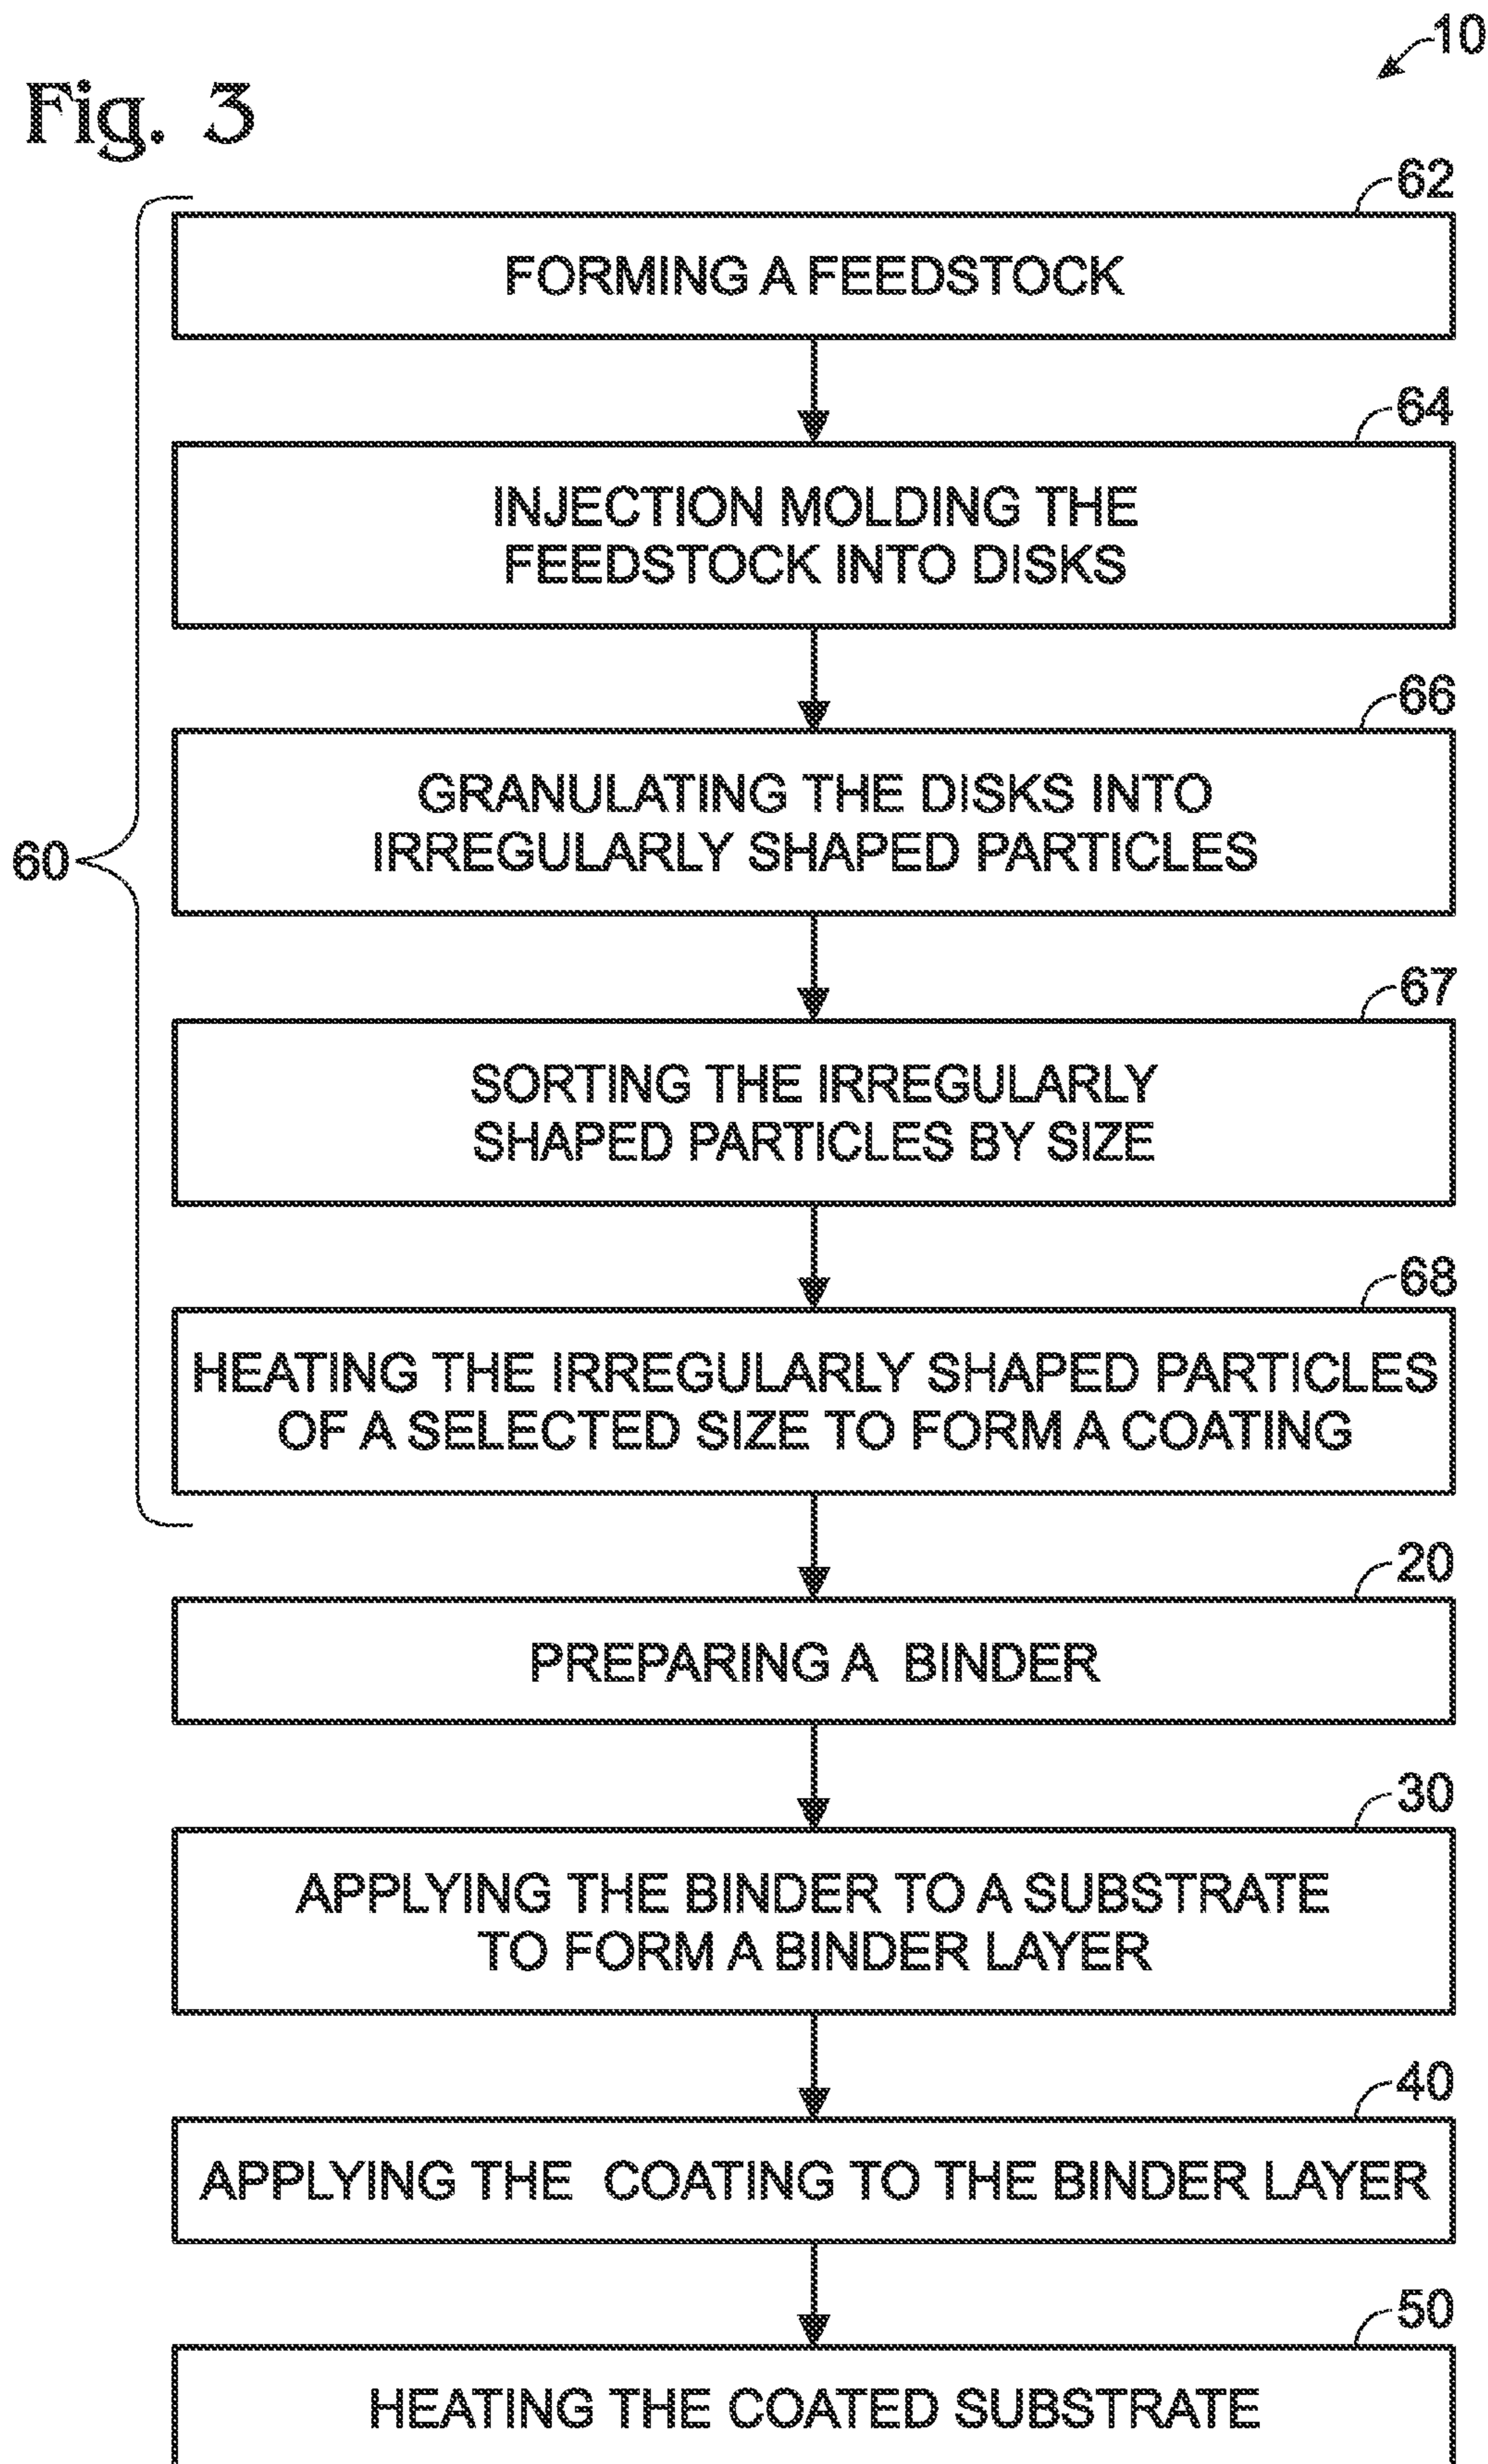 10
Fig. 3
62
FORMING A FEEDSTOCK
64
INJECTION MOLDING THE
FEEDSTOCK INTO DISKS
66
GRANULATING THE DISKS INTO
IRREGULARLY SHAPED PARTICLES
60
67
SORTING THE IRREGULARLY
SHAPED PARTICLES BY SIZE
68
HEATING THE IRREGULARLY SHAPED PARTICLES
OF A SELECTED SIZE TO FORM A COATING
20
PREPARING A BINDER
30
APPLYING THE BINDER TO A SUBSTRATE
TO FORM A BINDER LAYER
40
APPLYING THE COATING TO THE BINDER LAYER
50
HEATING THE COATED SUBSTRATE